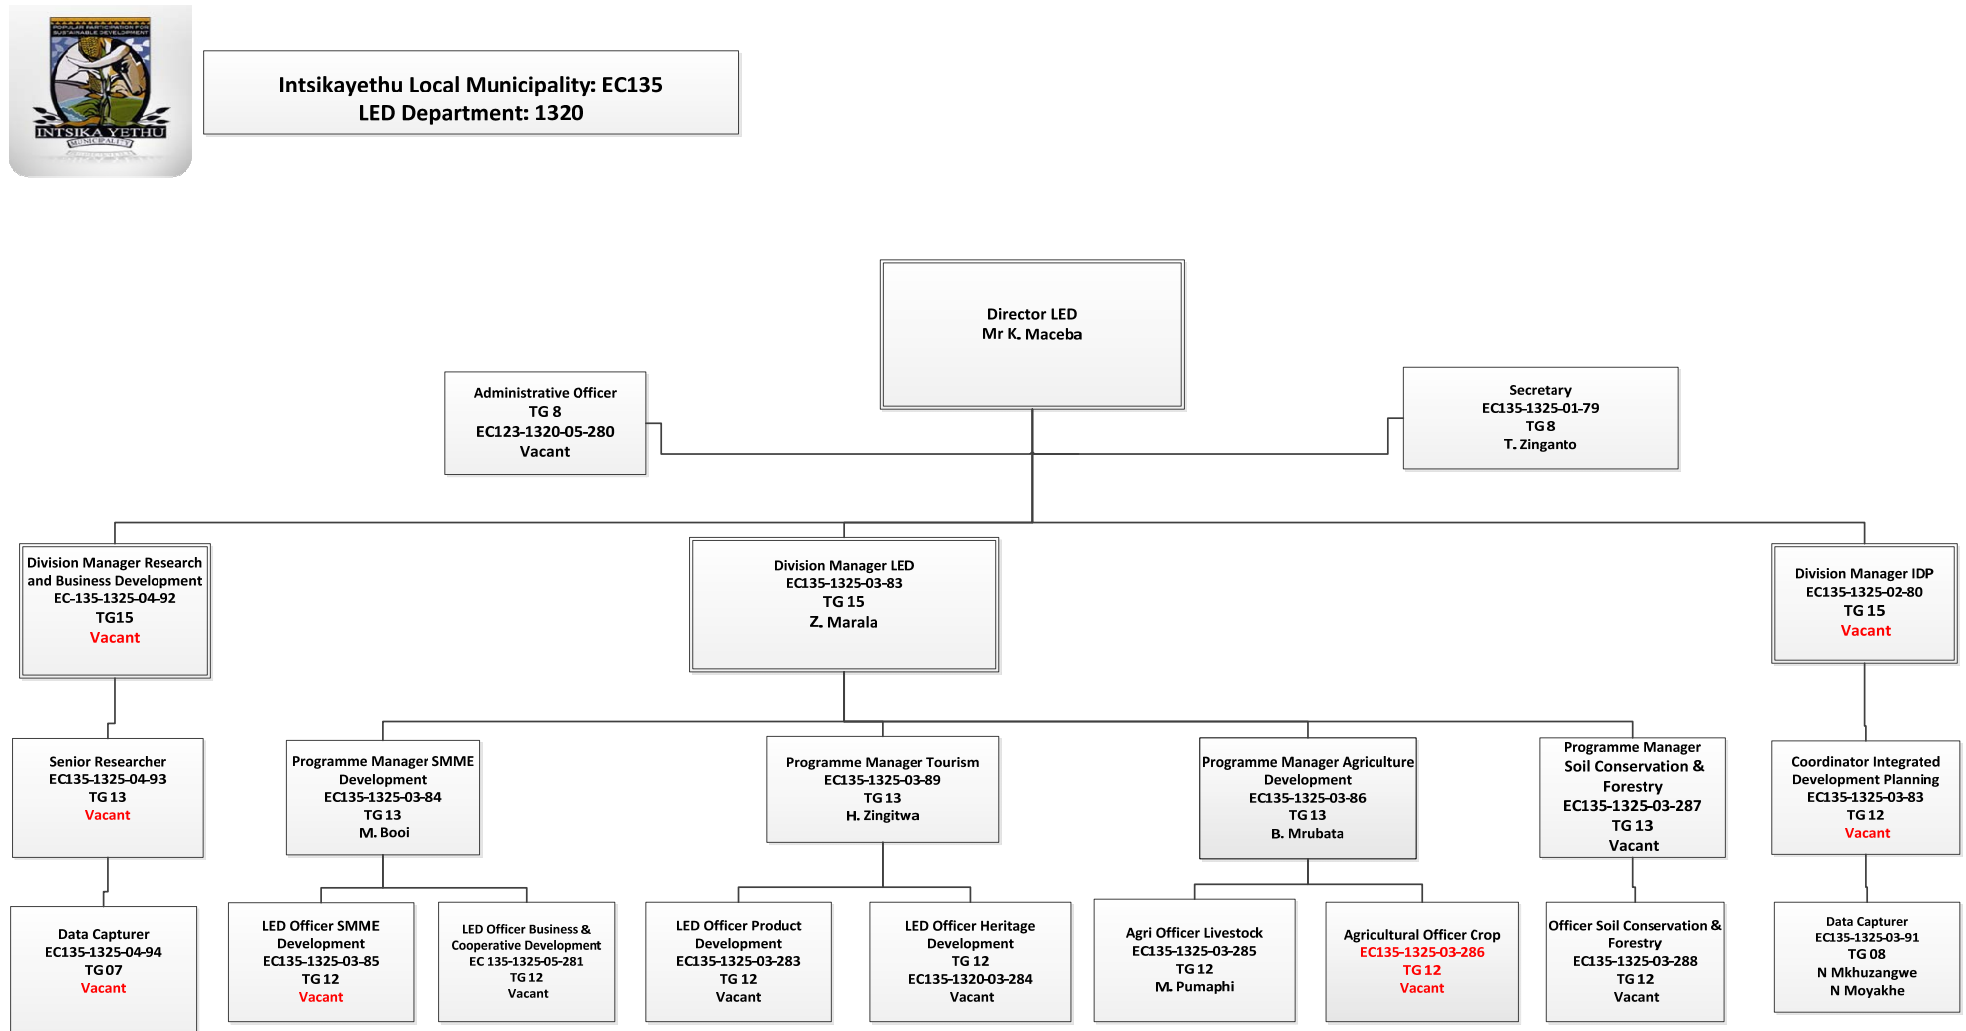 POPULAR PARTICIPATION FOR
SUSTAINABLE DEVELOPMENT
INTSIKA YETHU
MUNICIPALITY
Intsikayethu Local Municipality: EC135
LED Department: 1320
Director LED
Mr K. Maceba
Administrative Officer
TG 8
EC123-1320-05-280
Vacant
Secretary
EC135-1325-01-79
TG 8
T. Zinganto
Division Manager Research
and Business Development
EC-135-1325-04-92
TG15
Vacant
Division Manager LED
EC135-1325-03-83
TG 15
Z. Marala
Division Manager IDP
EC135-1325-02-80
TG 15
Vacant
Senior Researcher
EC135-1325-04-93
TG 13
Vacant
Programme Manager SMME
Development
EC135-1325-03-84
TG 13
M. Booi
Programme Manager Tourism
EC135-1325-03-89
TG 13
H. Zingitwa
Programme Manager Agriculture
Development
EC135-1325-03-86
TG 13
B. Mrubata
Programme Manager
Soil Conservation &
Forestry
EC135-1325-03-287
TG 13
Vacant
Coordinator Integrated
Development Planning
EC135-1325-03-83
TG 12
Vacant
Data Capturer
EC135-1325-04-94
TG 07
Vacant
LED Officer SMME
Development
EC135-1325-03-85
TG 12
Vacant
LED Officer Business &
Cooperative Development
EC 135-1325-05-281
TG 12
Vacant
LED Officer Product
Development
EC135-1325-03-283
TG 12
Vacant
LED Officer Heritage
Development
TG 12
EC135-1320-03-284
Vacant
Agri Officer Livestock
EC135-1325-03-285
TG 12
M. Pumaphi
Agricultural Officer Crop
EC135-1325-03-286
TG 12
Vacant
Officer Soil Conservation &
Forestry
EC135-1325-03-288
TG 12
Vacant
Data Capturer
EC135-1325-03-91
TG 08
N Mkhuzangwe
N Moyakhe